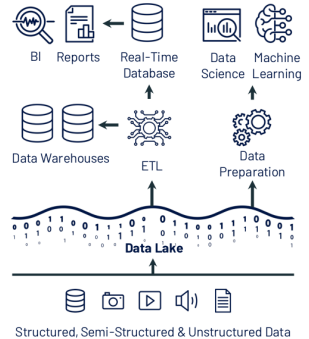 BI Reports Real-Time Database Data Science Machine Learning
Data Warehouses
ETL
Data Preparation
Data Lake
Structured, Semi-Structured & Unstructured Data